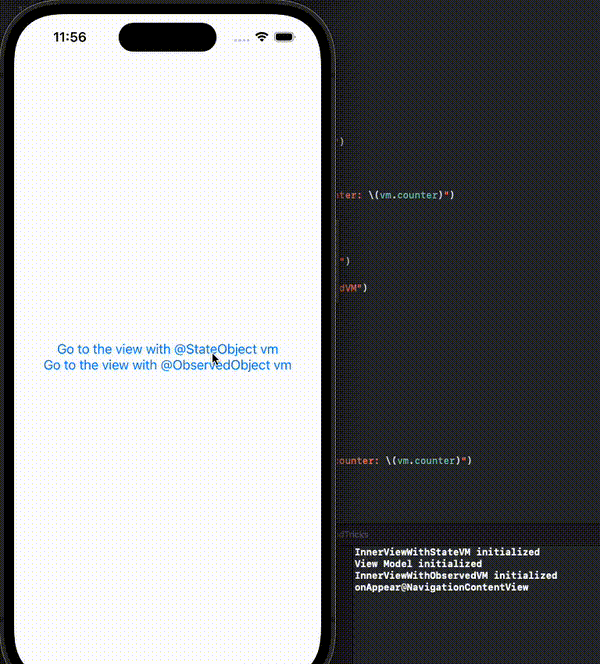 11:56
")
nter: \(vm.counter)")
")
dVM")
Go to the view with @StateObject vm
Go to the view with @ObservedObject vm
counter: \(vm.counter)")
dTricks
InnerViewWithStateVM initialized
View Model initialized
InnerViewWithObservedVM initialized
onAppear@NavigationContentView